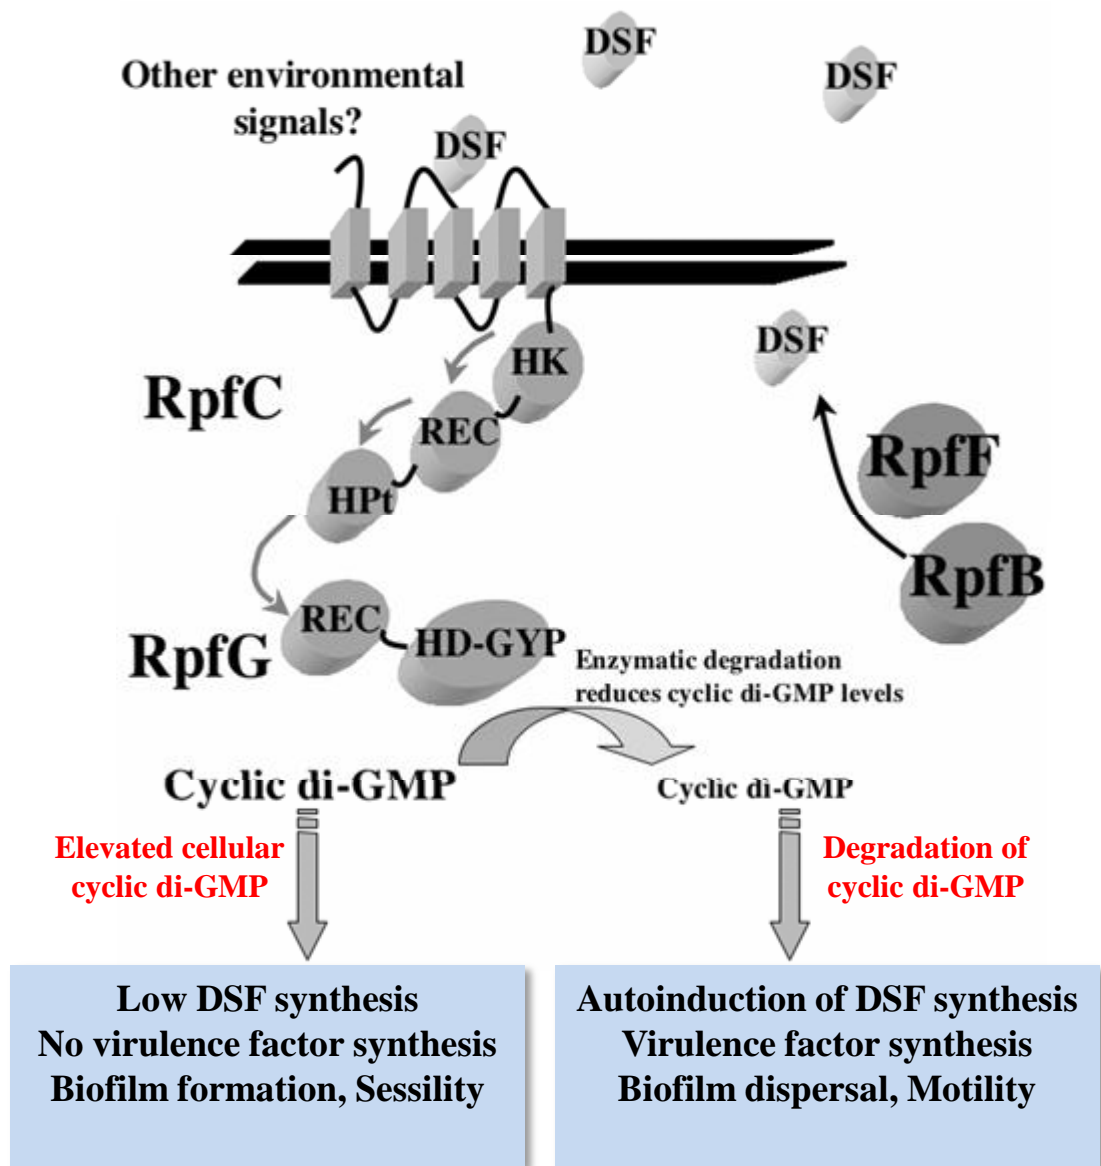 DSF
DSF
Other environmental
signals?
DSF
DSF
HK
RpfC
REC
RpfF
HPt
RpfB
REC
RpfG
HD-GYP
Enzymatic degradation
reduces cyclic di-GMP levels
Cyclic di-GMP
Cyclic di-GMP
Elevated cellular
cyclic di-GMP
Degradation of
cyclic di-GMP
Low DSF synthesis
No virulence factor synthesis
Biofilm formation, Sessility
Autoinduction of DSF synthesis
Virulence factor synthesis
Biofilm dispersal, Motility